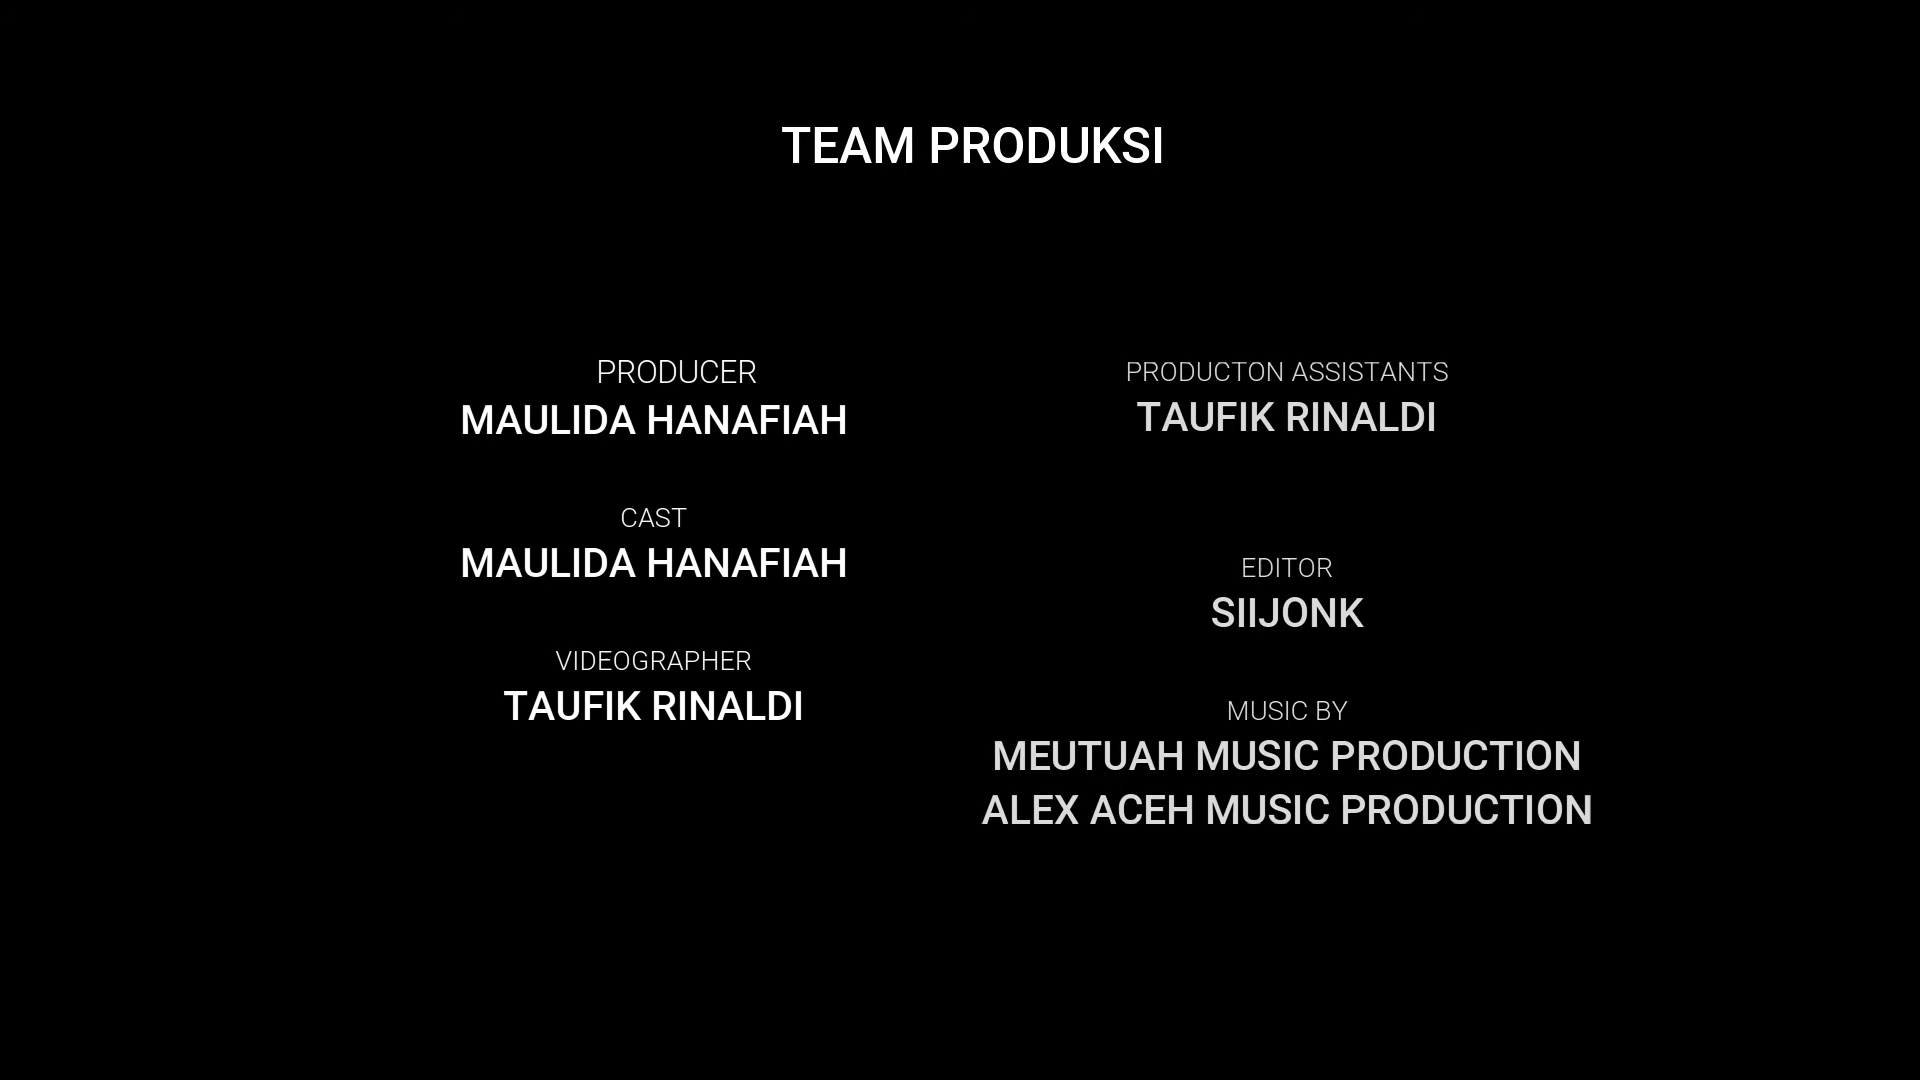 TEAM PRODUKSI
PRODUCER
MAULIDA HANAFIAH
CAST
MAULIDA HANAFIAH
VIDEOGRAPHER
TAUFIK RINALDI
PRODUCTON ASSISTANTS
TAUFIK RINALDI
EDITOR
SIIJONK
MUSIC BY
MEUTUAH MUSIC PRODUCTION
ALEX ACEH MUSIC PRODUCTION